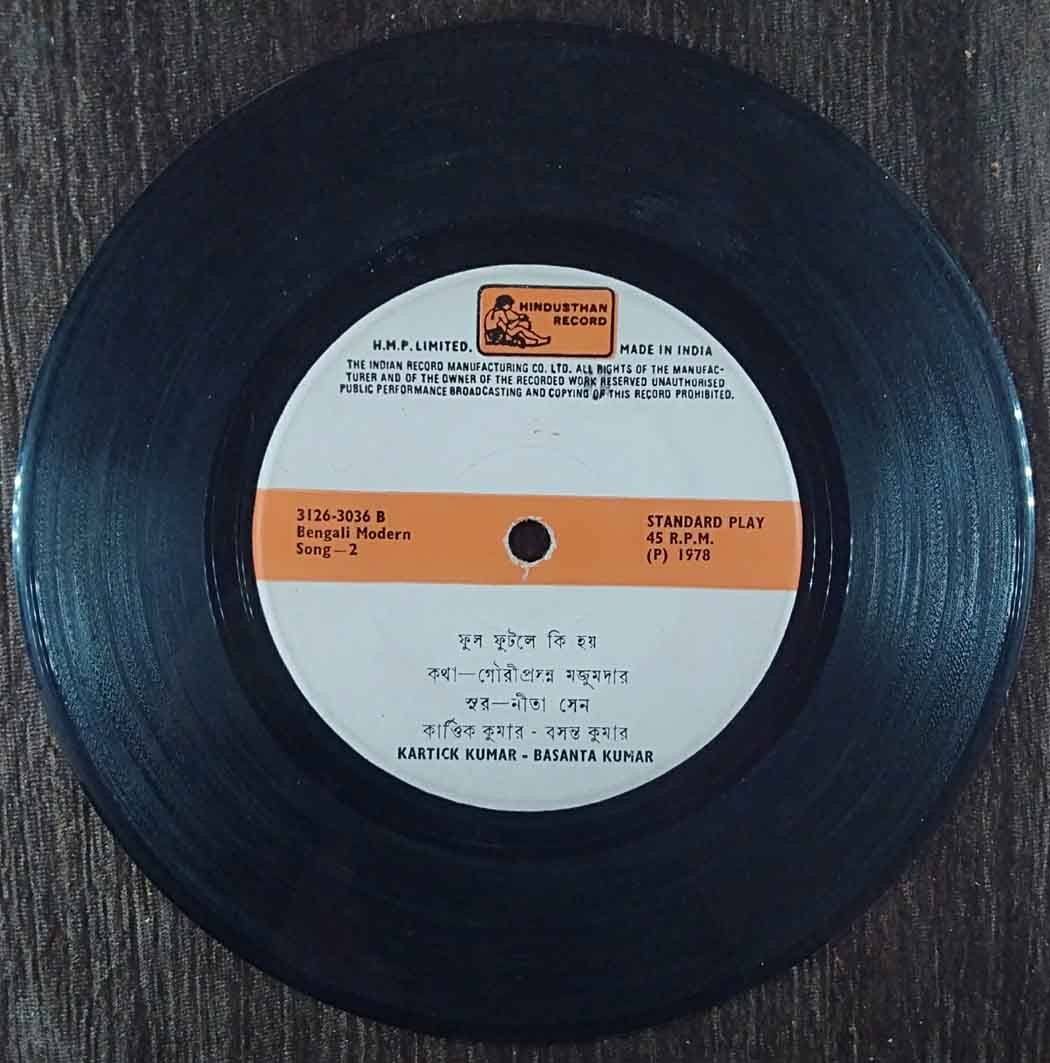 HINDUSTHAN
RECORD
H.M.P. LIMITED.
MADE IN INDIA
THE INDIAN RECORD MANUFACTURING CO. LTD. ALL RIGHTS OF THE MANUFAC-
TURER AND OF THE OWNER OF THE RECORDED WORK RESERVED UNAUTHORISED
PUBLIC PERFORMANCE BROADCASTING AND COPYING OF THIS RECORD PROHIBITED.
3126-3036 B
Bengali Modern
Song—2
STANDARD PLAY
45 R.P.M.
(P) 1978
ফুল ফুটলে কি হয়
কথা—গৌরীপ্রসন্ন মজুমদার
সুর—নীতা সেন
কার্ত্তিক কুমার - বসন্ত কুমার
KARTICK KUMAR - BASANTA KUMAR